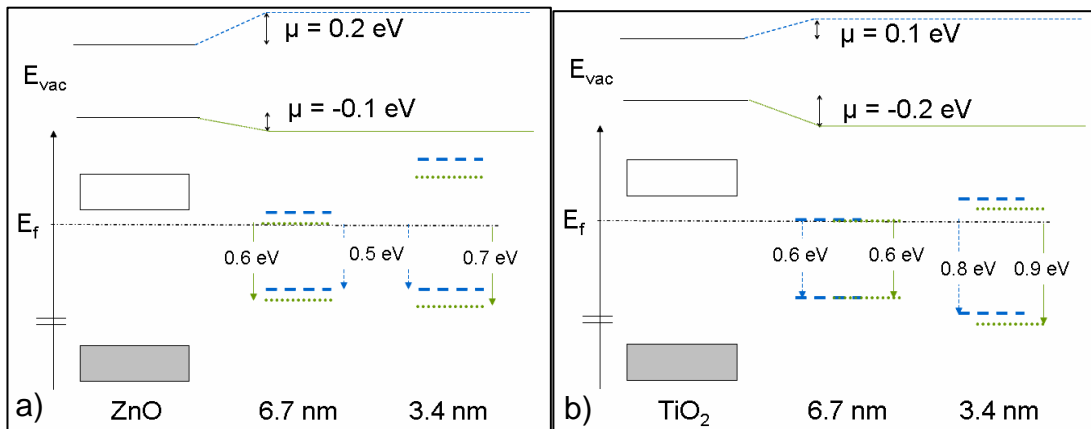 μ = 0.2 eV
E_vac
μ = -0.1 eV
E_f
0.6 eV
0.5 eV
0.7 eV
a)
ZnO
6.7 nm
3.4 nm
μ = 0.1 eV
E_vac
μ = -0.2 eV
E_f
0.6 eV
0.6 eV
0.8 eV
0.9 eV
b)
TiO₂
6.7 nm
3.4 nm